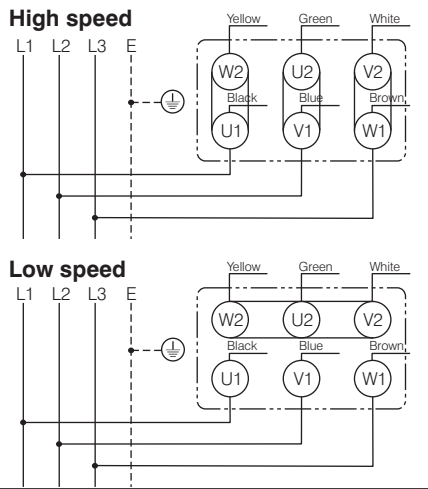 High speed
Yellow Green White
L1 L2 L3 E
W2 U2 V2
Black Blue Brown
U1 V1 W1
Low speed
Yellow Green White
L1 L2 L3 E
W2 U2 V2
Black Blue Brown
U1 V1 W1